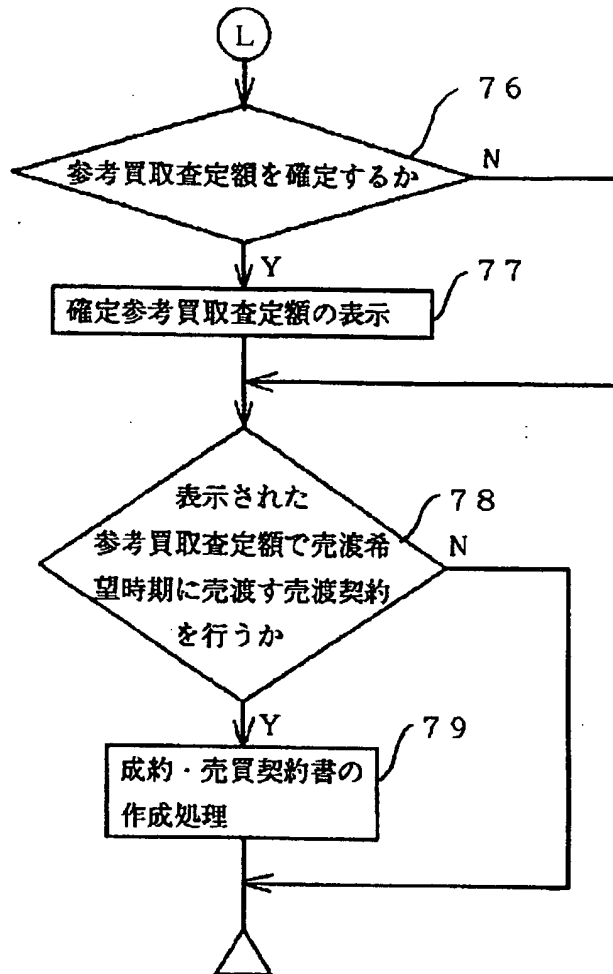 L
76
参考買取査定額を確定するか
N
Y
77
確定参考買取査定額の表示
表示された
参考買取査定額で売渡希
望時期に売渡す売渡契約
を行うか
78
N
Y
79
成約・売買契約書の
作成処理